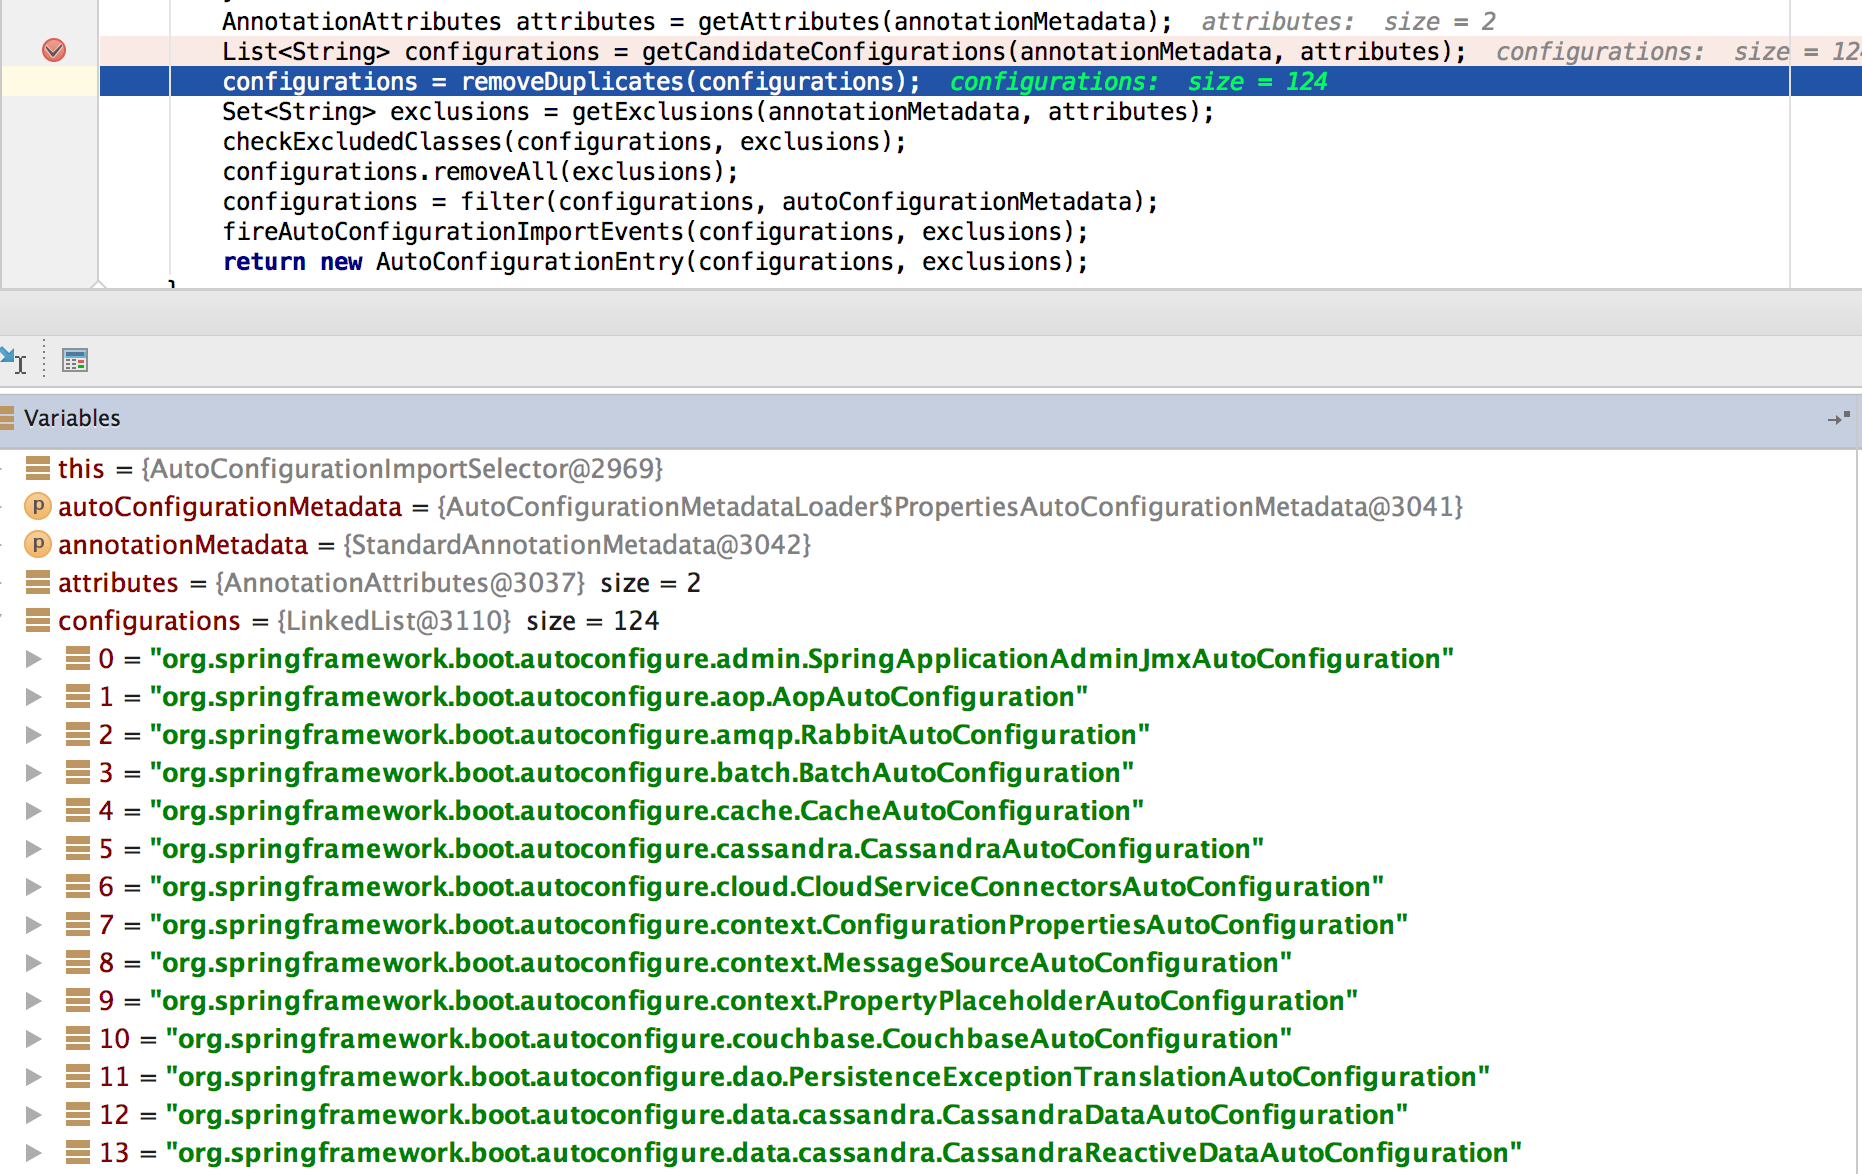 AnnotationAttributes attributes = getAttributes(annotationMetadata); attributes: size = 2
List<String> configurations = getCandidateConfigurations(annotationMetadata, attributes); configurations: size = 124
configurations = removeDuplicates(configurations); configurations: size = 124
Set<String> exclusions = getExclusions(annotationMetadata, attributes);
checkExcludedClasses(configurations, exclusions);
configurations.removeAll(exclusions);
configurations = filter(configurations, autoConfigurationMetadata);
fireAutoConfigurationImportEvents(configurations, exclusions);
return new AutoConfigurationEntry(configurations, exclusions);
}
Variables
this = {AutoConfigurationImportSelector@2969}
p autoConfigurationMetadata = {AutoConfigurationMetadataLoader$PropertiesAutoConfigurationMetadata@3041}
p annotationMetadata = {StandardAnnotationMetadata@3042}
attributes = {AnnotationAttributes@3037} size = 2
configurations = {LinkedList@3110} size = 124
0 = "org.springframework.boot.autoconfigure.admin.SpringApplicationAdminJmxAutoConfiguration"
1 = "org.springframework.boot.autoconfigure.aop.AopAutoConfiguration"
2 = "org.springframework.boot.autoconfigure.amqp.RabbitAutoConfiguration"
3 = "org.springframework.boot.autoconfigure.batch.BatchAutoConfiguration"
4 = "org.springframework.boot.autoconfigure.cache.CacheAutoConfiguration"
5 = "org.springframework.boot.autoconfigure.cassandra.CassandraAutoConfiguration"
6 = "org.springframework.boot.autoconfigure.cloud.CloudServiceConnectorsAutoConfiguration"
7 = "org.springframework.boot.autoconfigure.context.ConfigurationPropertiesAutoConfiguration"
8 = "org.springframework.boot.autoconfigure.context.MessageSourceAutoConfiguration"
9 = "org.springframework.boot.autoconfigure.context.PropertyPlaceholderAutoConfiguration"
10 = "org.springframework.boot.autoconfigure.couchbase.CouchbaseAutoConfiguration"
11 = "org.springframework.boot.autoconfigure.dao.PersistenceExceptionTranslationAutoConfiguration"
12 = "org.springframework.boot.autoconfigure.data.cassandra.CassandraDataAutoConfiguration"
13 = "org.springframework.boot.autoconfigure.data.cassandra.CassandraReactiveDataAutoConfiguration"